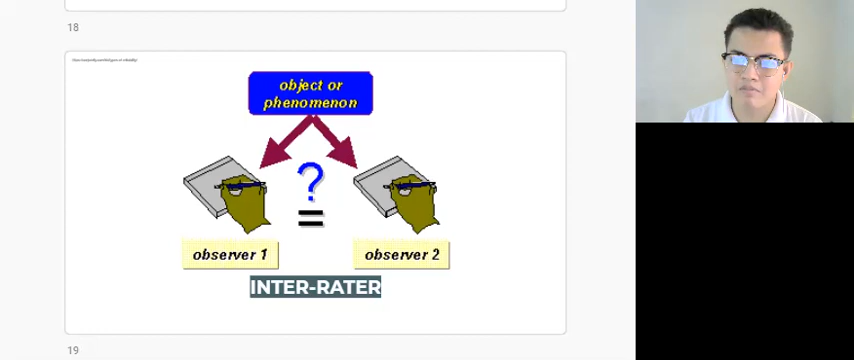 18
object or
phenomenon
?
=
observer 1
observer 2
INTER-RATER
19